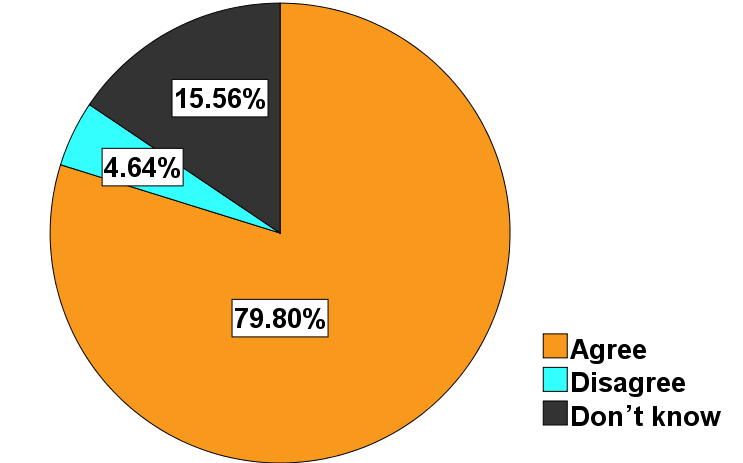 15.56%
4.64%
79.80%
Agree
Disagree
Don’t know